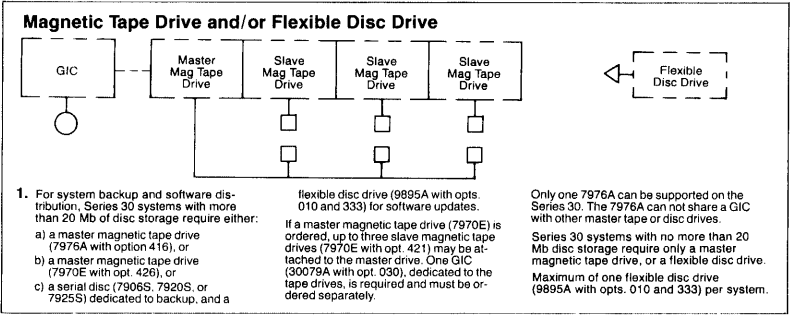 Magnetic Tape Drive and/or Flexible Disc Drive
GIC
Master
Mag Tape
Drive
Slave
Mag Tape
Drive
Slave
Mag Tape
Drive
Slave
Mag Tape
Drive
Flexible
Disc Drive
1. For system backup and software dis-
tribution, Series 30 systems with more
than 20 Mb of disc storage require either:
a) a master magnetic tape drive
(7976A with option 416), or
b) a master magnetic tape drive
(7970E with opt. 426), or
c) a serial disc (7906S, 7920S, or
7925S) dedicated to backup, and a
flexible disc drive (9895A with opts.
010 and 333) for software updates.
If a master magnetic tape drive (7970E) is
ordered, up to three slave magnetic tape
drives (7970E with opt. 421) may be at-
tached to the master drive. One GIC
(30079A with opt. 030), dedicated to the
tape drives, is required and must be or-
dered separately.
Only one 7976A can be supported on the
Series 30. The 7976A can not share a GIC
with other master tape or disc drives.
Series 30 systems with no more than 20
Mb disc storage require only a master
magnetic tape drive, or a flexible disc drive.
Maximum of one flexible disc drive
(9895A with opts. 010 and 333) per system.